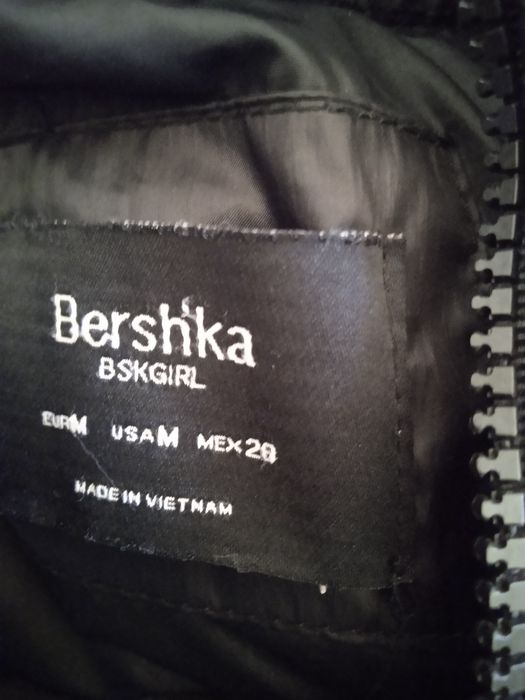 Bershka
BSKGIRL
EUR M USA M MEX 28
MADE IN VIETNAM